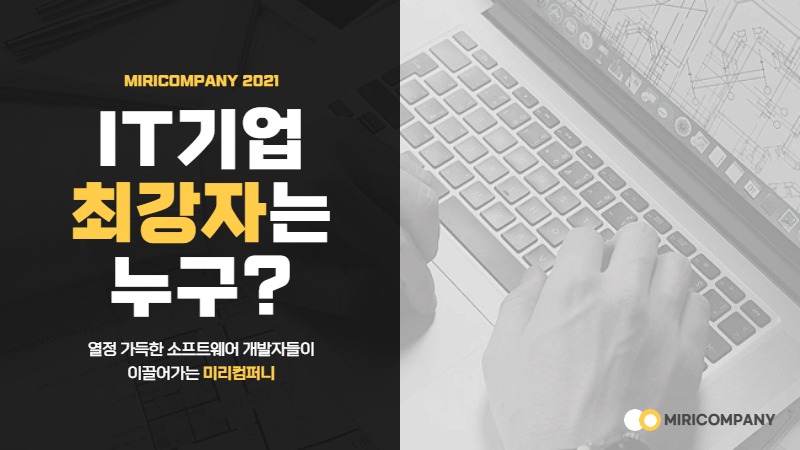 MIRICOMPANY 2021
IT기업
최강자는
누구?
열정 가득한 소프트웨어 개발자들이
이끌어가는 미리컴퍼니
MIRICOMPANY